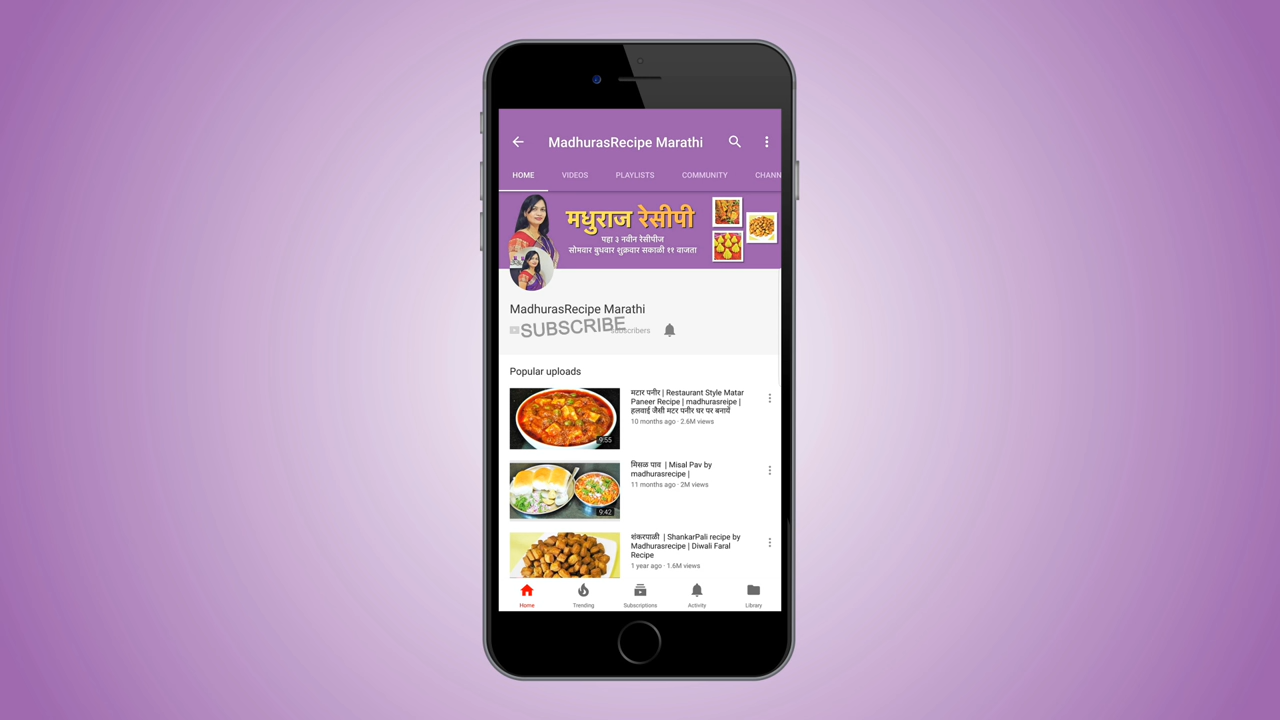 MadhurasRecipe Marathi
HOME VIDEOS PLAYLISTS COMMUNITY CHANN
मधुराज रेसीपी
पहा ३ नवीन रेसीपीज
सोमवार बुधवार शुक्रवार सकाळी ११ वाजता
MadhurasRecipe Marathi
SUBSCRIBE subscribers
Popular uploads
मटार पनीर | Restaurant Style Matar
Paneer Recipe | madhurasreipe |
हलवाई जैसी मटर पनीर घर पर बनायें
10 months ago · 2.6M views
9:55
मिसळ पाव | Misal Pav by
madhurasrecipe |
11 months ago · 2M views
9:42
शंकरपाळी | ShankarPali recipe by
Madhurasrecipe | Diwali Faral
Recipe
1 year ago · 1.6M views
Home Trending Subscriptions Activity Library